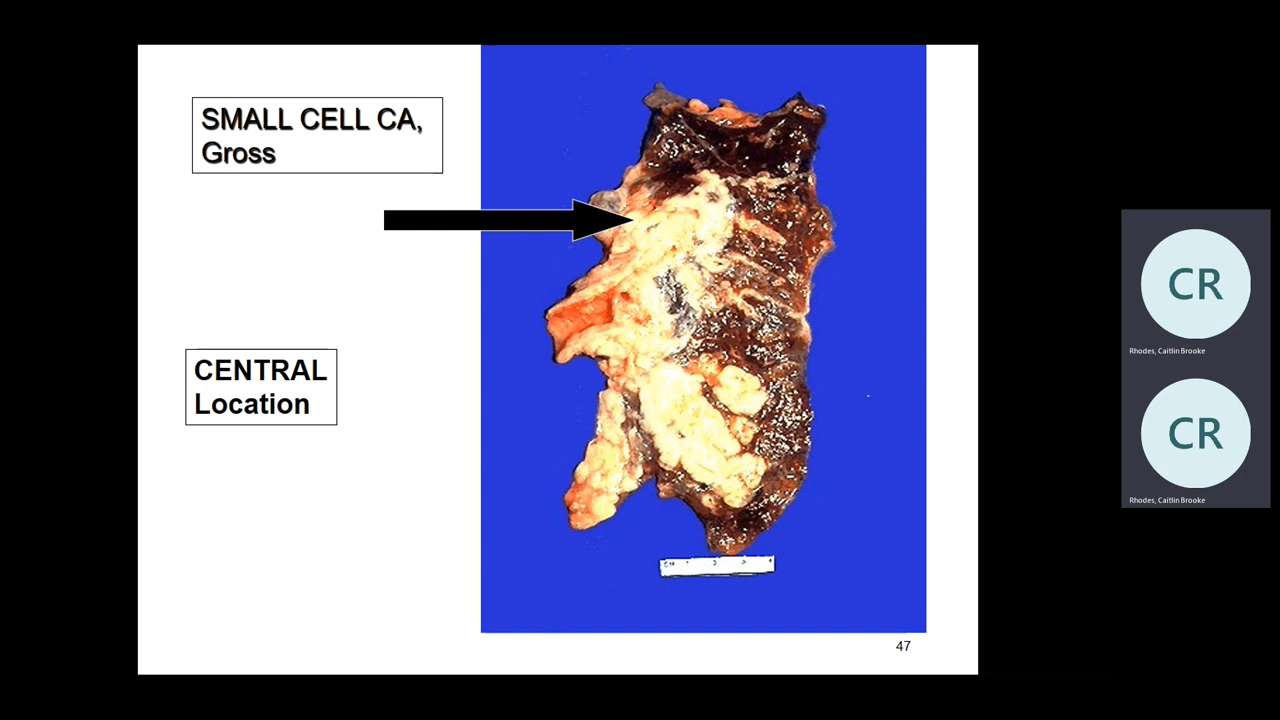 SMALL CELL CA,
Gross
CENTRAL
Location
47
CR
Rhodes, Caitlin Brooke
CR
Rhodes, Caitlin Brooke